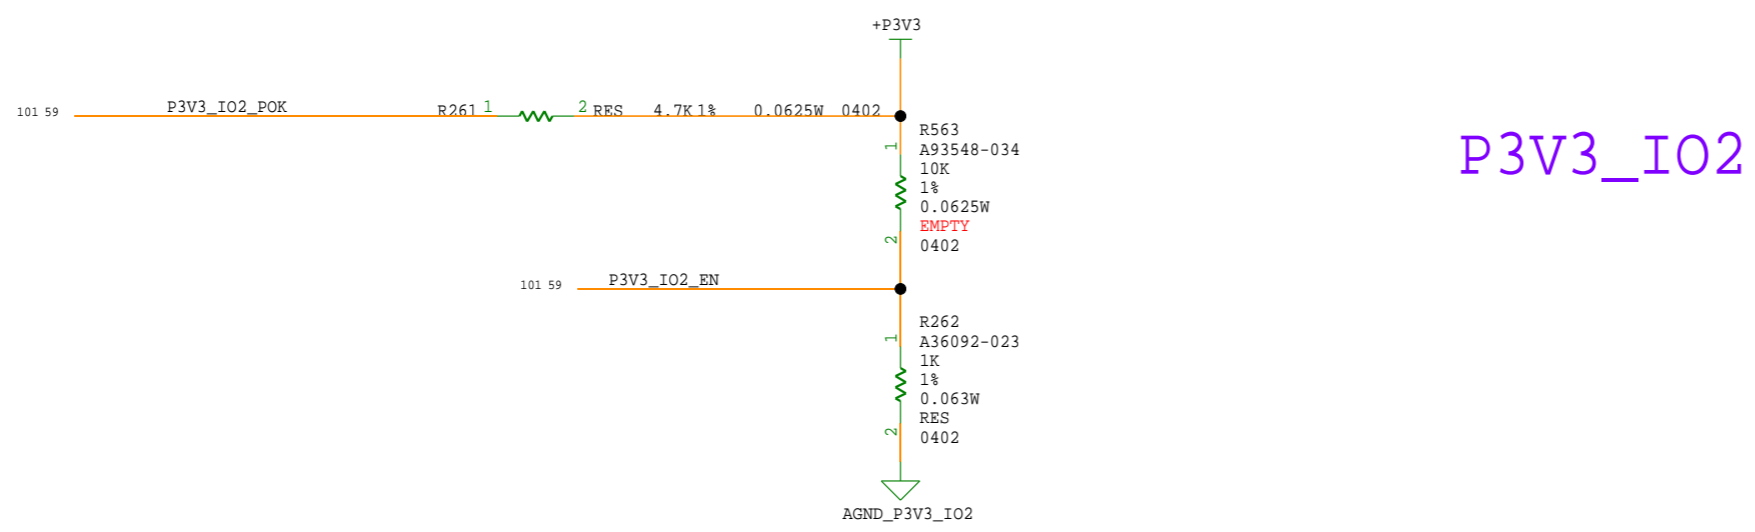 +P3V3
101 59 P3V3_IO2_POK R261 1 2 RES 4.7K 1% 0.0625W 0402
R563
1 A93548-034
10K
1%
0.0625W
EMPTY
2 0402
P3V3_IO2
101 59 P3V3_IO2_EN
R262
1 A36092-023
1K
1%
0.063W
RES
2 0402
AGND_P3V3_IO2